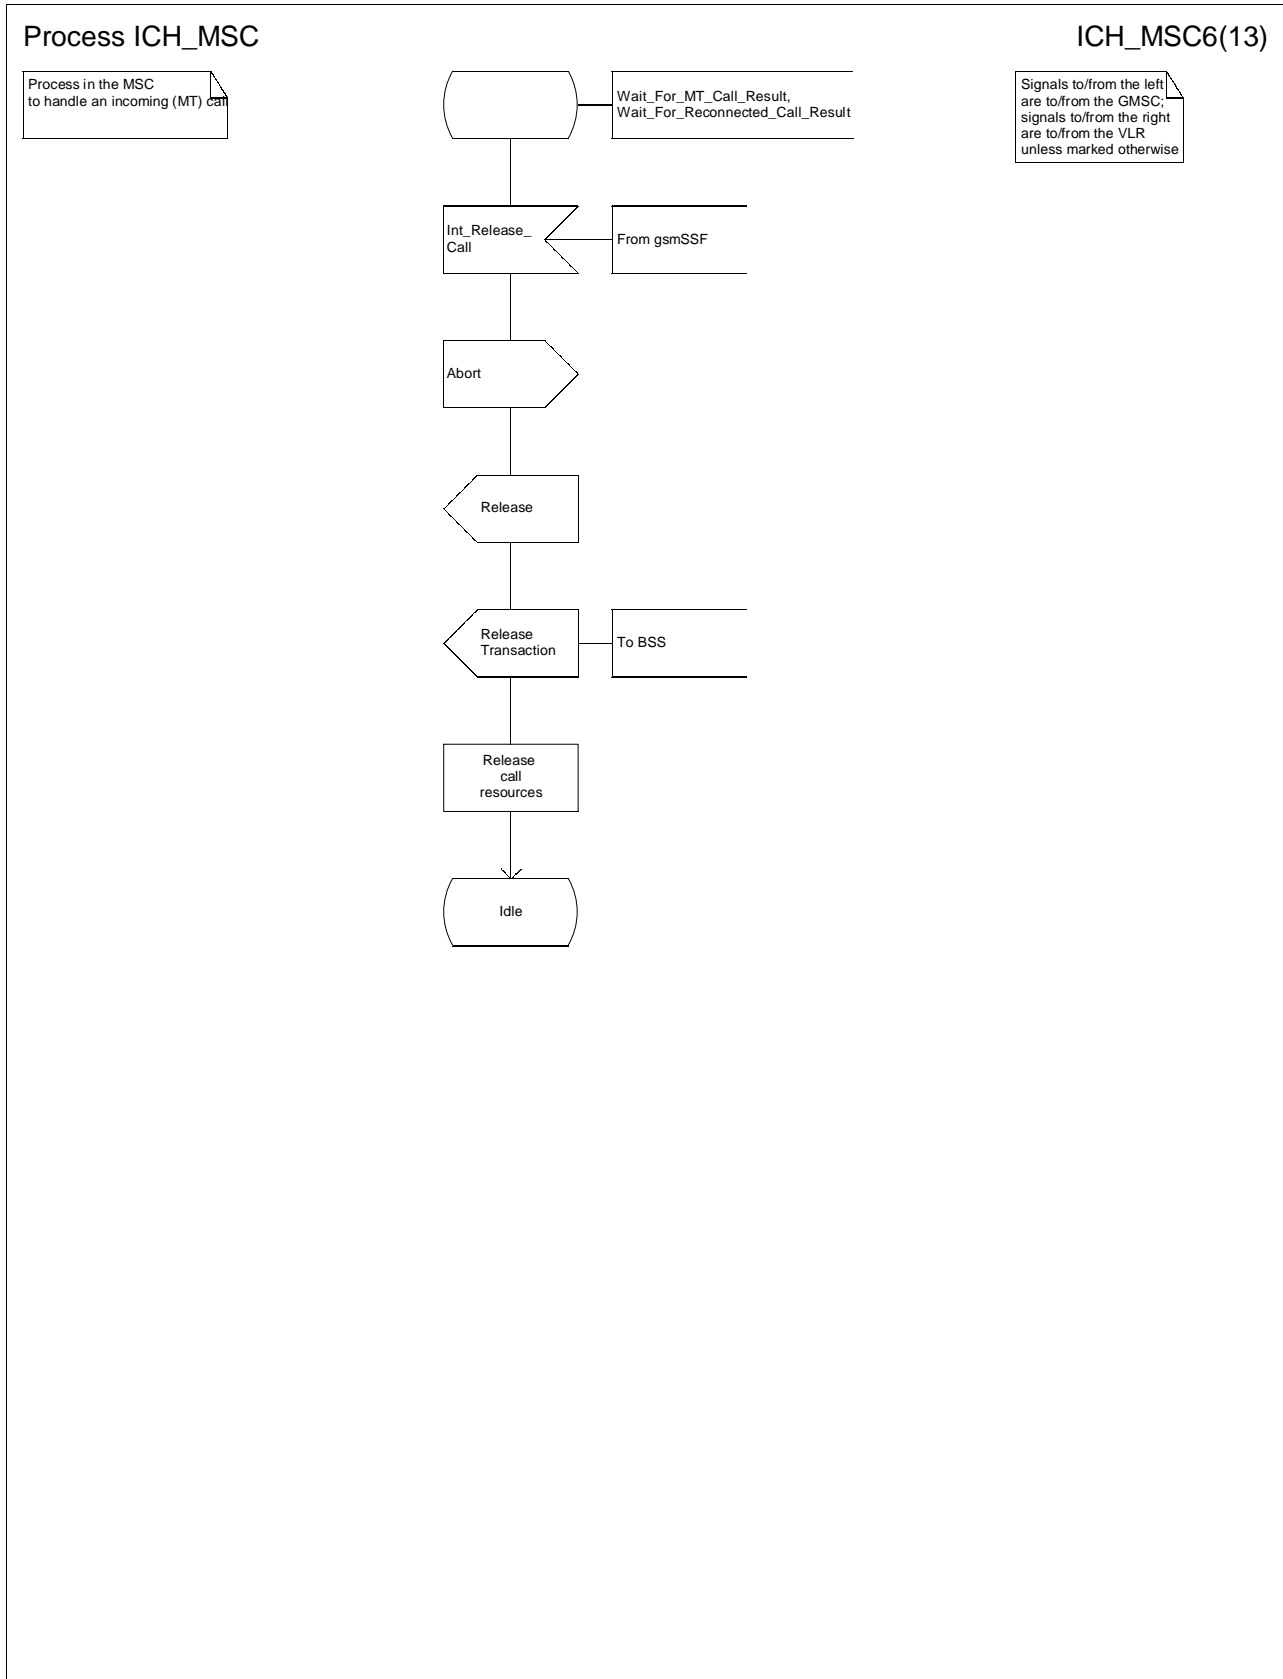 Process ICH_MSC
ICH_MSC6(13)
Process in the MSC
to handle an incoming (MT) call
Signals to/from the left
are to/from the GMSC;
signals to/from the right
are to/from the VLR
unless marked otherwise
Wait_For_MT_Call_Result,
Wait_For_Reconnected_Call_Result
Int_Release_
Call
From gsmSSF
Abort
Release
Release
Transaction
To BSS
Release
call
resources
Idle